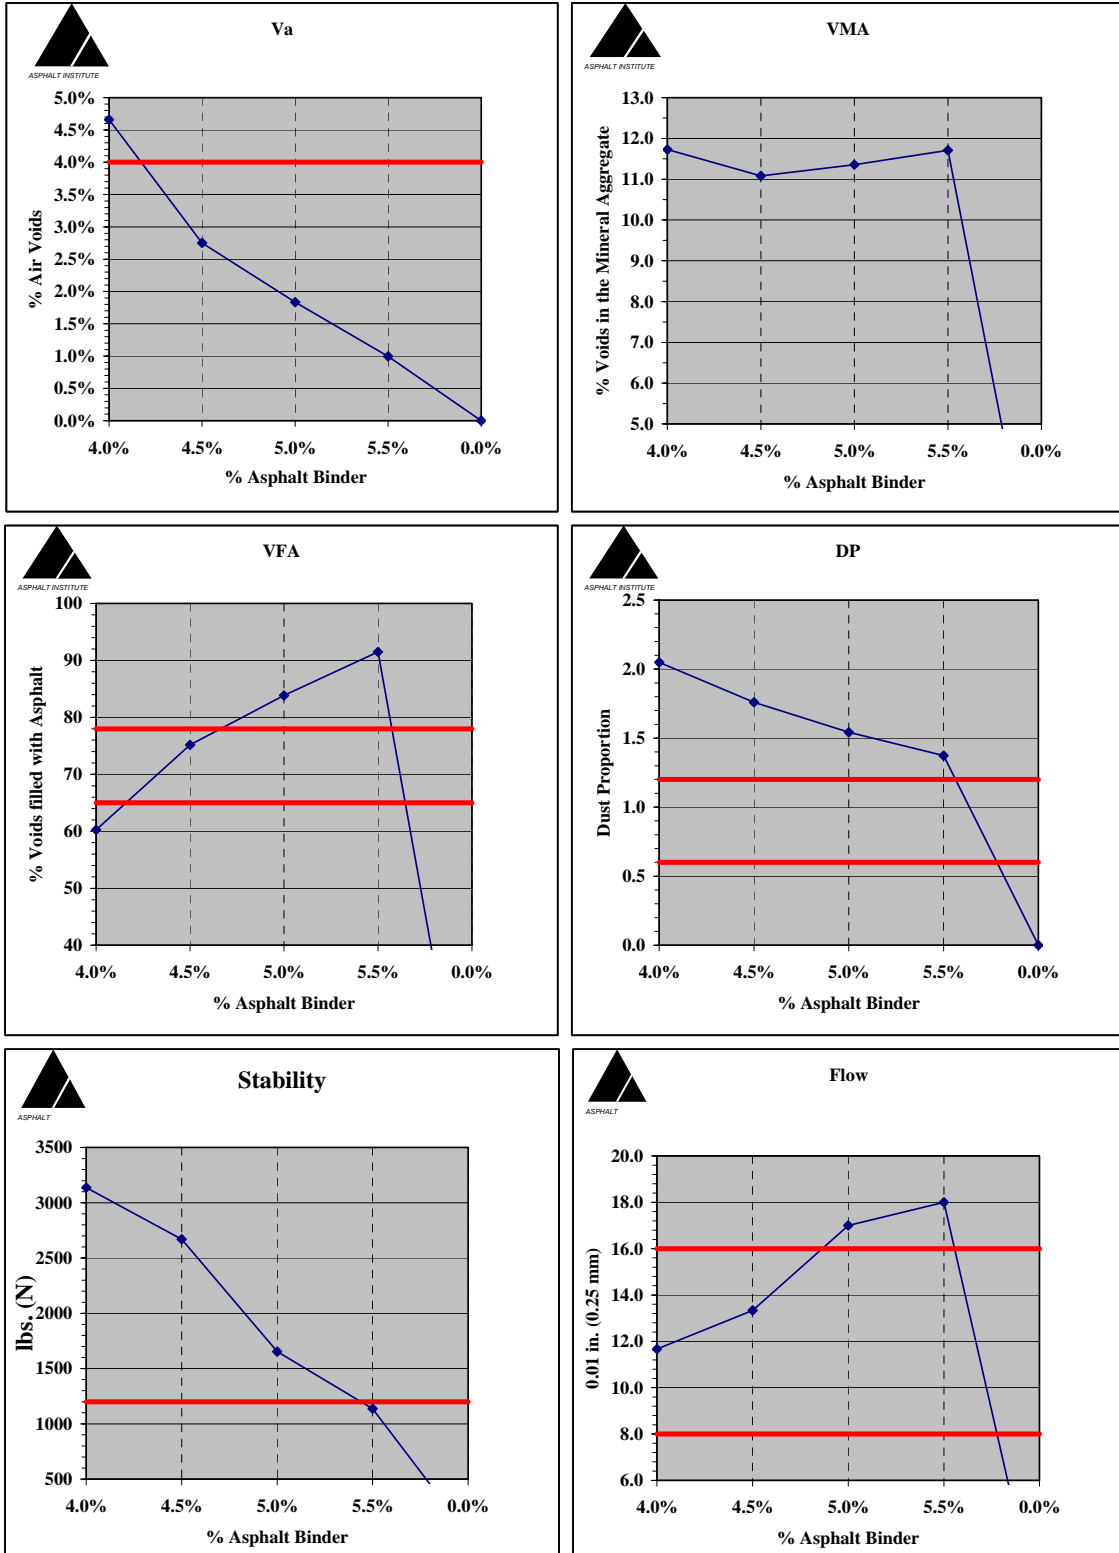 Va
ASPHALT INSTITUTE
% Air Voids
5.0%
4.5%
4.0%
3.5%
3.0%
2.5%
2.0%
1.5%
1.0%
0.5%
0.0%
4.0% 4.5% 5.0% 5.5% 0.0%
% Asphalt Binder
VMA
ASPHALT INSTITUTE
% Voids in the Mineral Aggregate
13.0
12.0
11.0
10.0
9.0
8.0
7.0
6.0
5.0
4.0% 4.5% 5.0% 5.5% 0.0%
% Asphalt Binder
VFA
ASPHALT INSTITUTE
% Voids filled with Asphalt
100
90
80
70
60
50
40
4.0% 4.5% 5.0% 5.5% 0.0%
% Asphalt Binder
DP
ASPHALT INSTITUTE
Dust Proportion
2.5
2.0
1.5
1.0
0.5
0.0
4.0% 4.5% 5.0% 5.5% 0.0%
% Asphalt Binder
Stability
ASPHALT
lbs. (N)
3500
3000
2500
2000
1500
1000
500
4.0% 4.5% 5.0% 5.5% 0.0%
% Asphalt Binder
Flow
ASPHALT
0.01 in. (0.25 mm)
20.0
18.0
16.0
14.0
12.0
10.0
8.0
6.0
4.0% 4.5% 5.0% 5.5% 0.0%
% Asphalt Binder